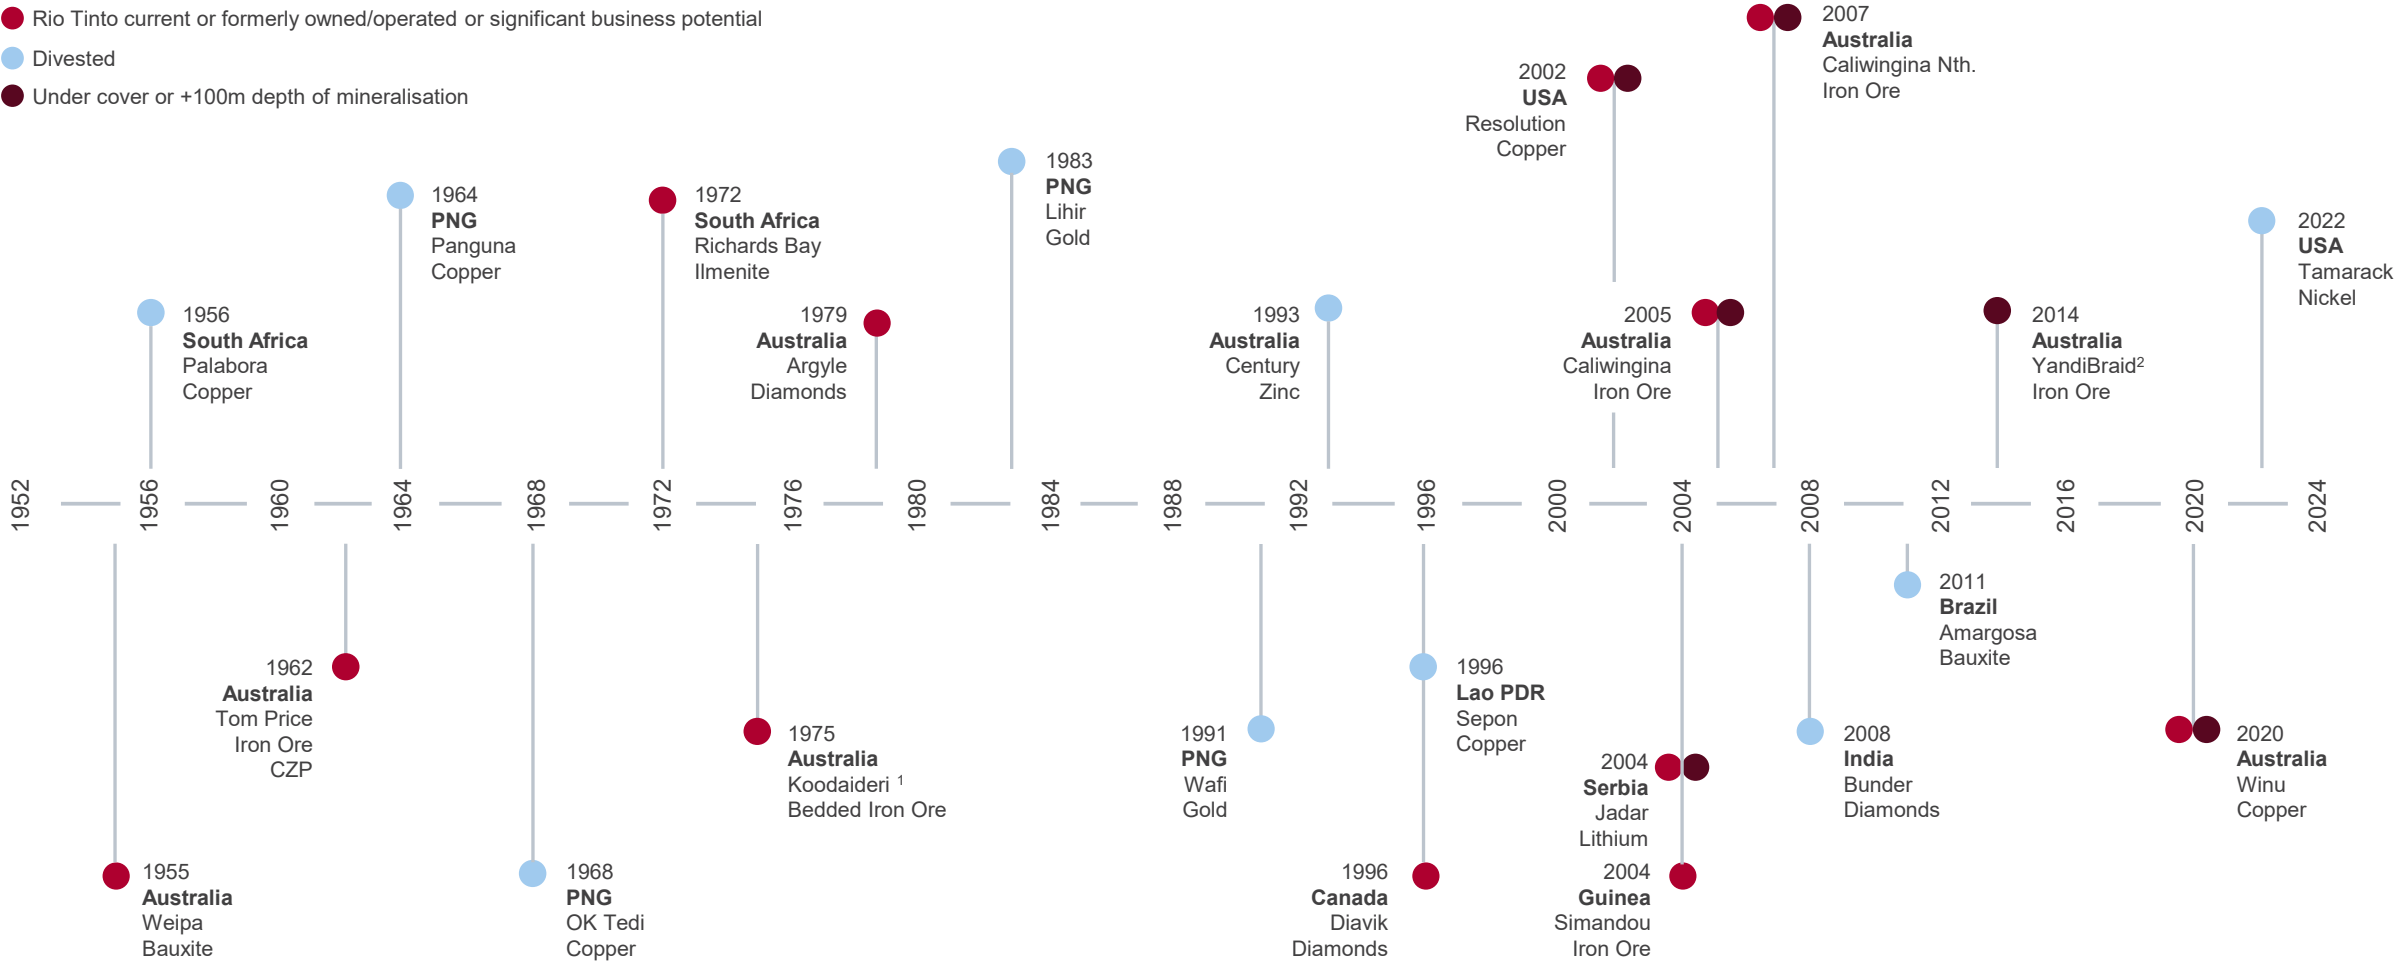 Rio Tinto current or formerly owned/operated or significant business potential
Divested
Under cover or +100m depth of mineralisation
2007
Australia
Caliwingina Nth.
Iron Ore
2002
USA
Resolution
Copper
1983
PNG
Lihir
Gold
1964
PNG
Panguna
Copper
1972
South Africa
Richards Bay
Ilmenite
2022
USA
Tamarack
Nickel
1956
South Africa
Palabora
Copper
1979
Australia
Argyle
Diamonds
1993
Australia
Century
Zinc
2005
Australia
Caliwingina
Iron Ore
2014
Australia
YandiBraid²
Iron Ore
1952
1956
1960
1964
1968
1972
1976
1980
1984
1988
1992
1996
2000
2004
2008
2012
2016
2020
2024
2011
Brazil
Amargosa
Bauxite
1962
Australia
Tom Price
Iron Ore
CZP
1996
Lao PDR
Sepon
Copper
1975
Australia
Koodaideri ¹
Bedded Iron Ore
1991
PNG
Wafi
Gold
2004
Serbia
Jadar
Lithium
2008
India
Bunder
Diamonds
2020
Australia
Winu
Copper
1955
Australia
Weipa
Bauxite
1968
PNG
OK Tedi
Copper
1996
Canada
Diavik
Diamonds
2004
Guinea
Simandou
Iron Ore